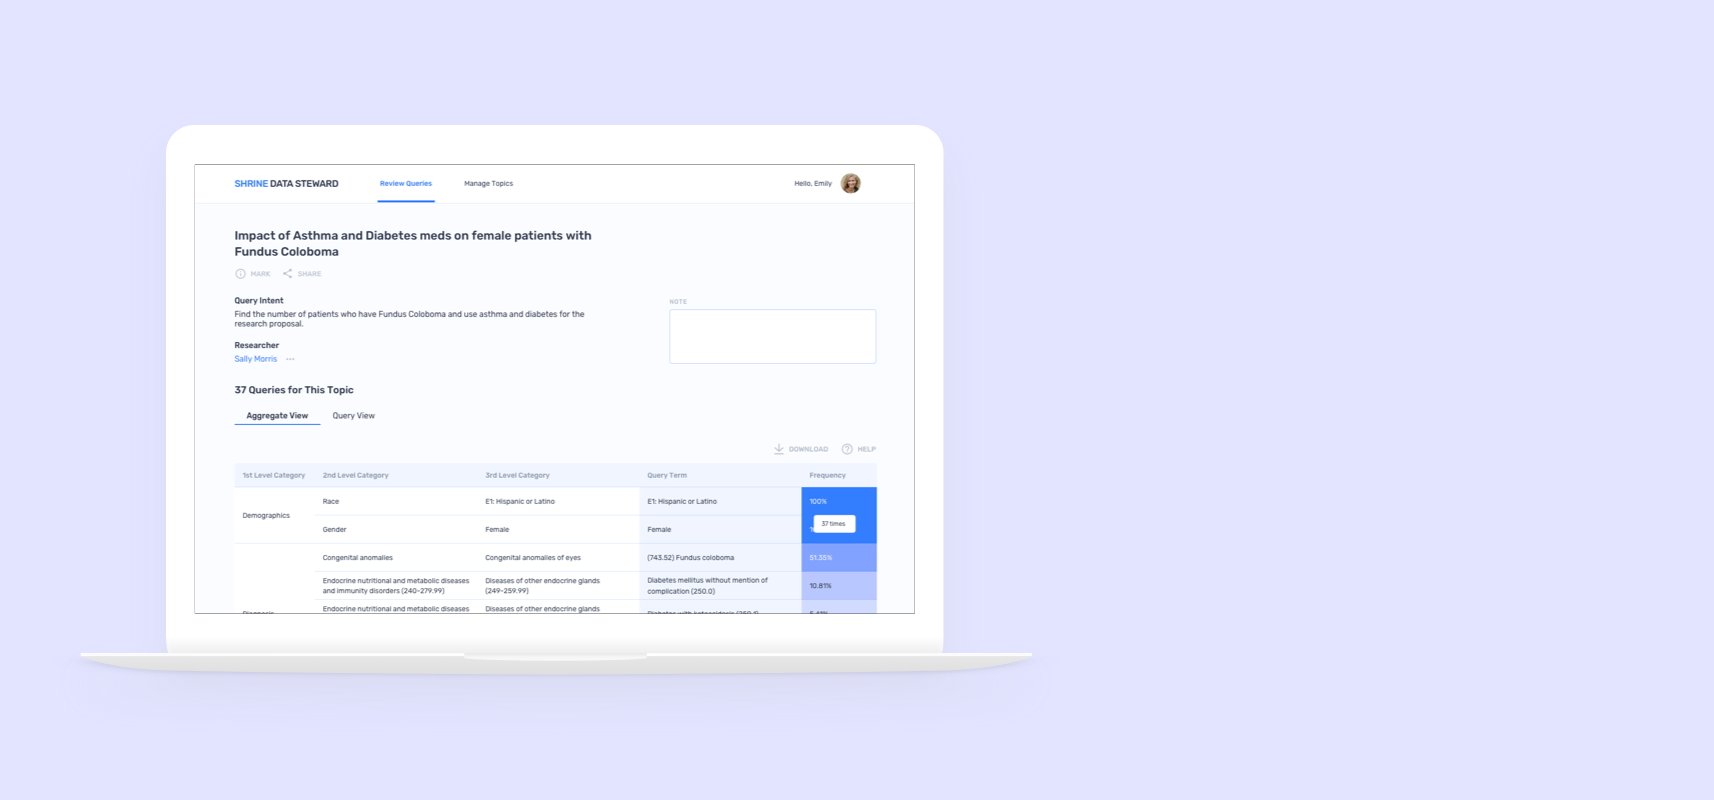 SHRINE DATA STEWARD Review Queries Manage Topics Hello, Emily
Impact of Asthma and Diabetes meds on female patients with
Fundus Coloboma
MARK SHARE
Query Intent
Find the number of patients who have Fundus Coloboma and use asthma and diabetes for the
research proposal.
Researcher
Sally Morris ---
NOTE
37 Queries for This Topic
Aggregate View Query View
DOWNLOAD HELP
1st Level Category 2nd Level Category 3rd Level Category Query Term Frequency
Race E1: Hispanic or Latino E1: Hispanic or Latino 100%
Demographics
37 times
Gender Female Female
Congenital anomalies Congenital anomalies of eyes (743.52) Fundus coloboma 51.35%
Endocrine nutritional and metabolic diseases Diseases of other endocrine glands Diabetes mellitus without mention of 10.81%
and immunity disorders (240-279.99) (249-259.99) complication (250.0)
Endocrine nutritional and metabolic diseases Diseases of other endocrine glands